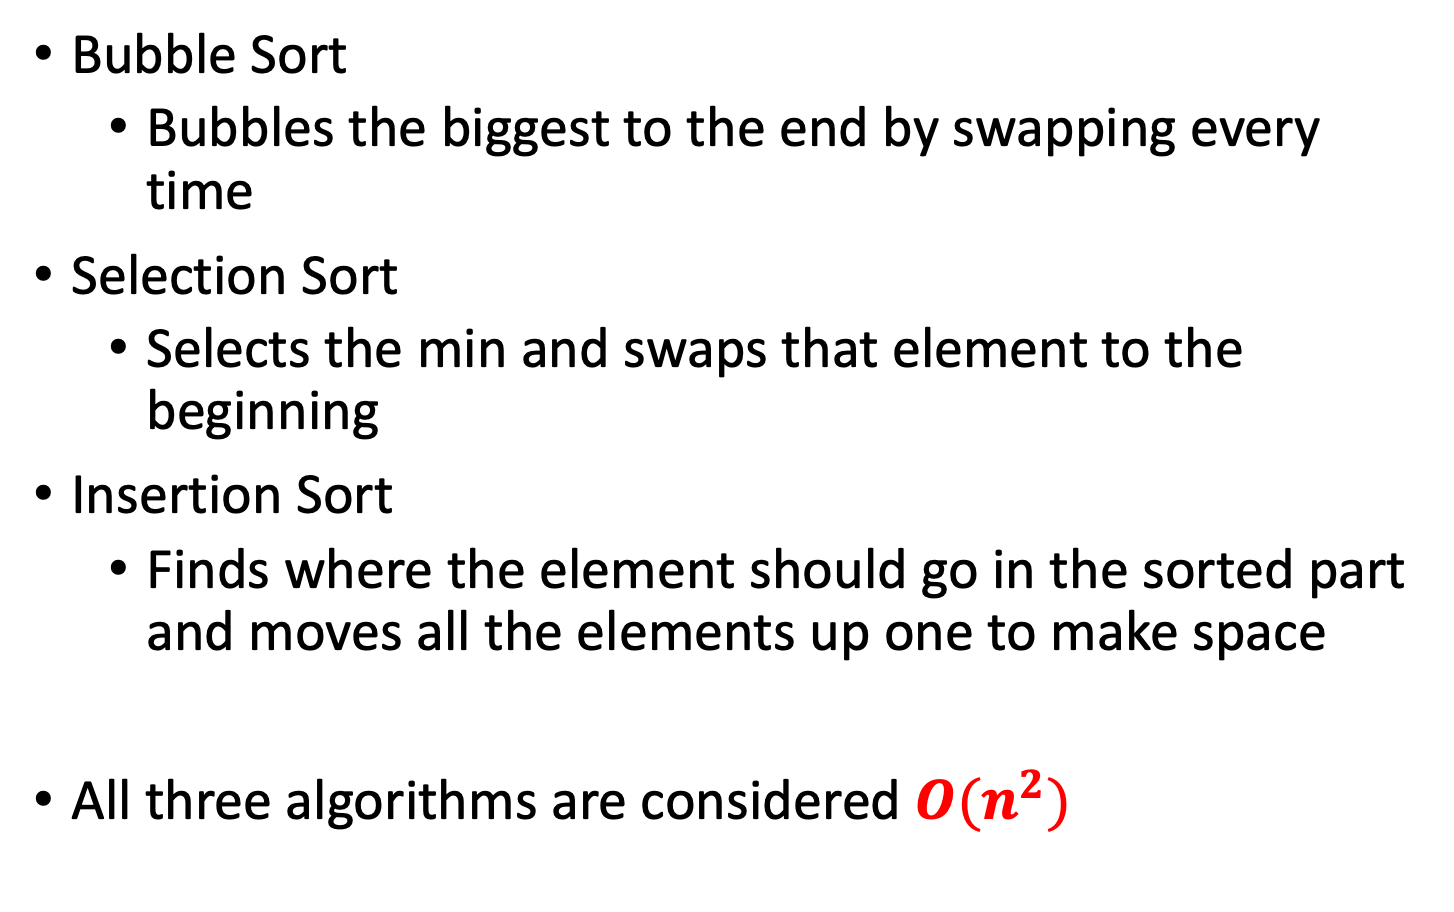 • Bubble Sort
• Bubbles the biggest to the end by swapping every
time
• Selection Sort
• Selects the min and swaps that element to the
beginning
• Insertion Sort
• Finds where the element should go in the sorted part
and moves all the elements up one to make space
• All three algorithms are considered O(n²)